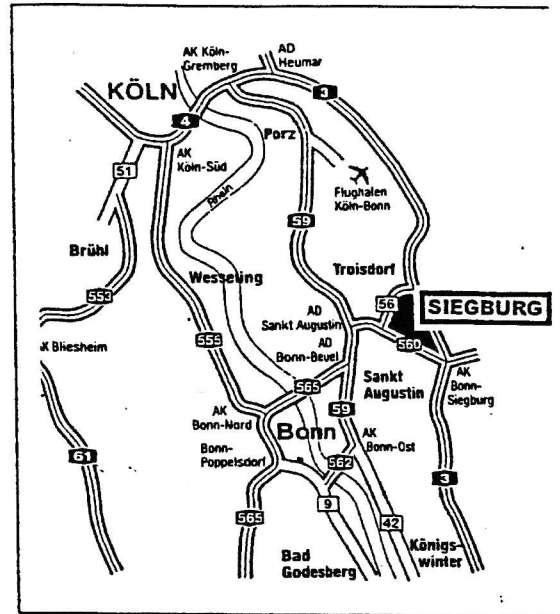 AK Köln-
Gremberg
AD
Heumar
KÖLN
3
4
Porz
51
AK
Köln-Süd
Flughafen
Köln-Bonn
Rhein
59
Brühl
Wesseling
Troisdorf
553
56
SIEGBURG
AD
Sankt Augustin
560
AK Bliesheim
555
AD
Bonn-Beuel
565
Sankt
Augustin
AK
Bonn-
Siegburg
AK
Bonn-Nord
59
Bonn
AK
Bonn-Ost
61
Bonn-
Poppelsdorf
562
3
9
565
42
Bad
Godesberg
Königs-
winter